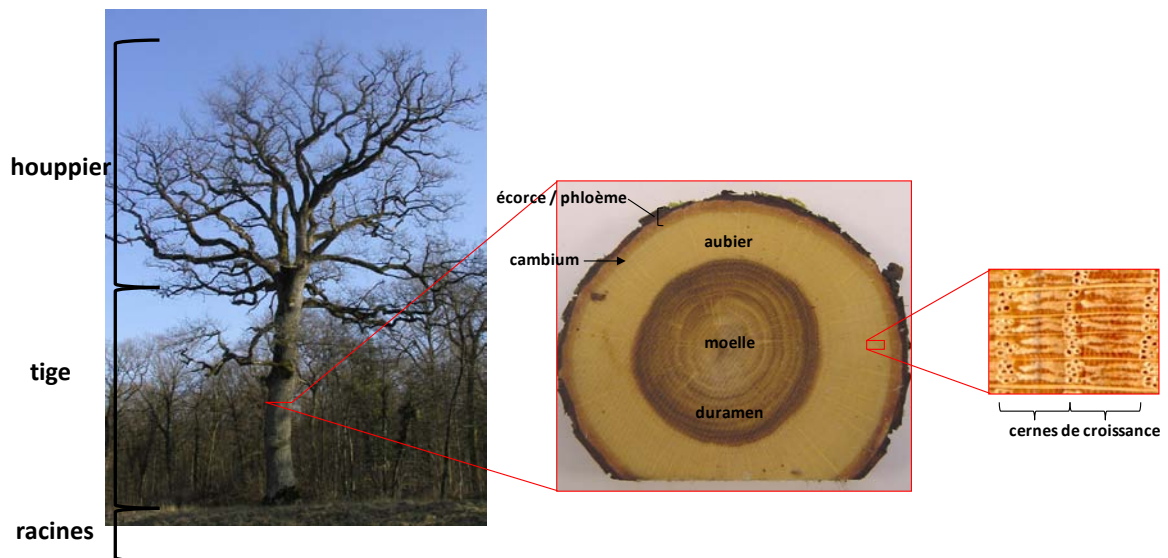 houppier
tige
racines
écorce / phloème
cambium
aubier
moelle
duramen
cernes de croissance